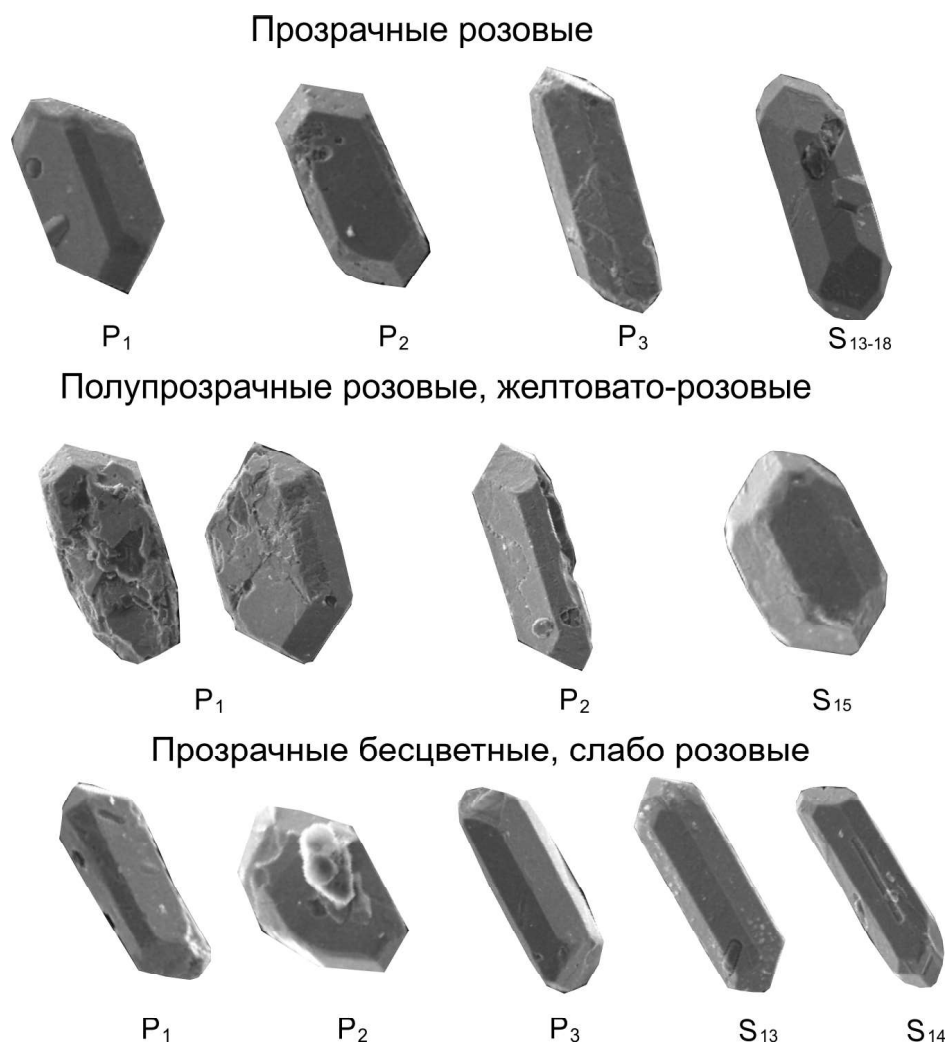 Прозрачные розовые
P₁ P₂ P₃ S₁₃₋₁₈
Полупрозрачные розовые, желтовато-розовые
P₁ P₂ S₁₅
Прозрачные бесцветные, слабо розовые
P₁ P₂ P₃ S₁₃ S₁₄